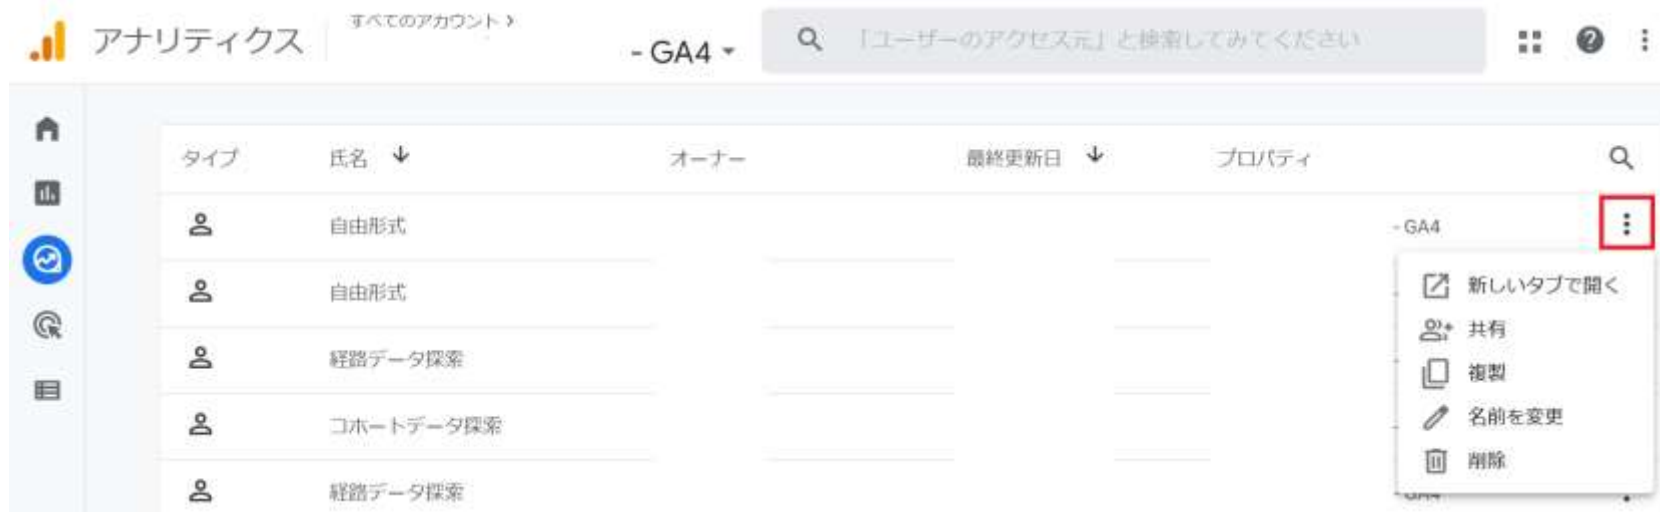 すべてのアカウント >
アナリティクス
- GA4
「ユーザーのアクセス元」と検索してみてください
タイプ 氏名 オーナー 最終更新日 プロパティ
自由形式 - GA4
自由形式
新しいタブで開く
共有
経路データ探索
複製
名前を変更
コホートデータ探索
削除
経路データ探索 - GA4